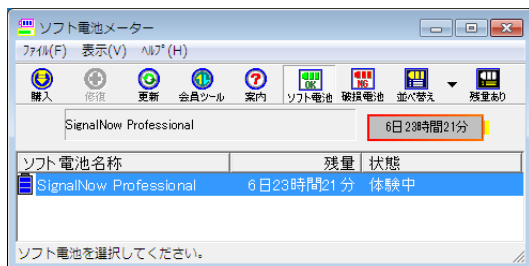 ソフト電池メーター
ファイル(F) 表示(V) ヘルプ(H)
購入 修復 更新 会員ツール 案内 OK ソフト電池 NG 破損電池 並べ替え 残量あり
SignalNow Professional 6日23時間21分
ソフト電池名称 残量 状態
SignalNow Professional 6日23時間21分 体験中
ソフト電池を選択してください。